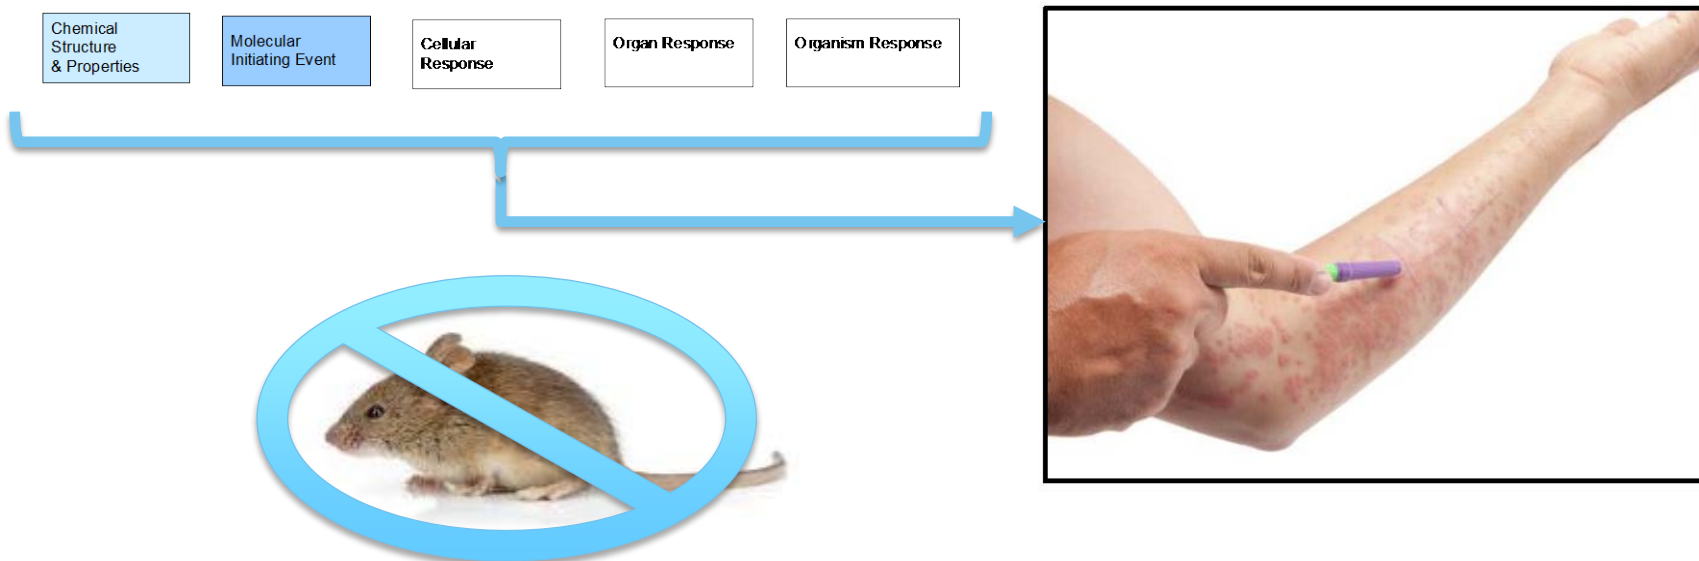 Chemical
Structure
& Properties
Molecular
Initiating Event
Cellular
Response
Organ Response
Organism Response